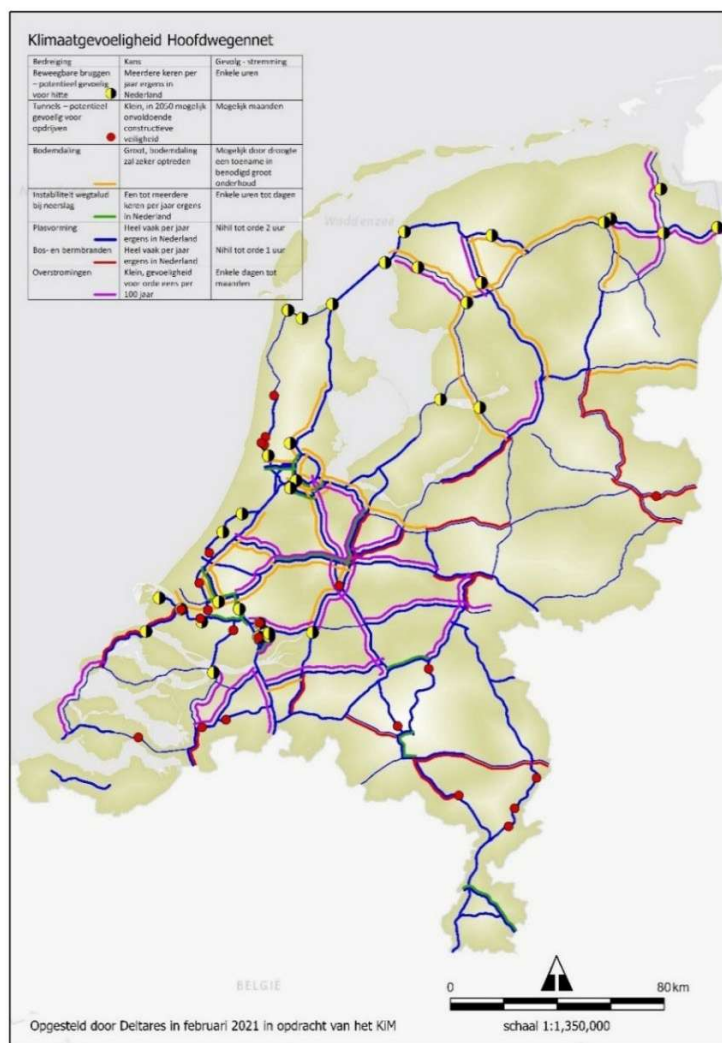 Klimaatgevoeligheid Hoofdwegennet
Bedreiging Kans Gevolg - stremming
Beweegbare bruggen Meerdere keren per Enkele uren
– potentieel gevoelig jaar ergens in
voor hitte Nederland
Tunnels – potentieel Klein, in 2050 mogelijk Mogelijk maanden
gevoelig voor onvoldoende
opdrijven constructieve
veiligheid
Bodemdaling Groot, bodemdaling Mogelijk door droogte
zal zeker optreden een toename in
benodigd groot
onderhoud
Instabiliteit wegtalud Een tot meerdere Enkele uren tot dagen
bij neerslag keren per jaar ergens
in Nederland
Plasvorming Heel vaak per jaar Nihil tot orde 2 uur
ergens in Nederland
Bos- en bermbranden Heel vaak per jaar Nihil tot orde 1 uur
ergens in Nederland
Overstromingen Klein, gevoeligheid Enkele dagen tot
voor orde eens per maanden
100 jaar
Waddenzee
BELGIË
0 80 km
schaal 1:1,350,000
Opgesteld door Deltares in februari 2021 in opdracht van het KiM